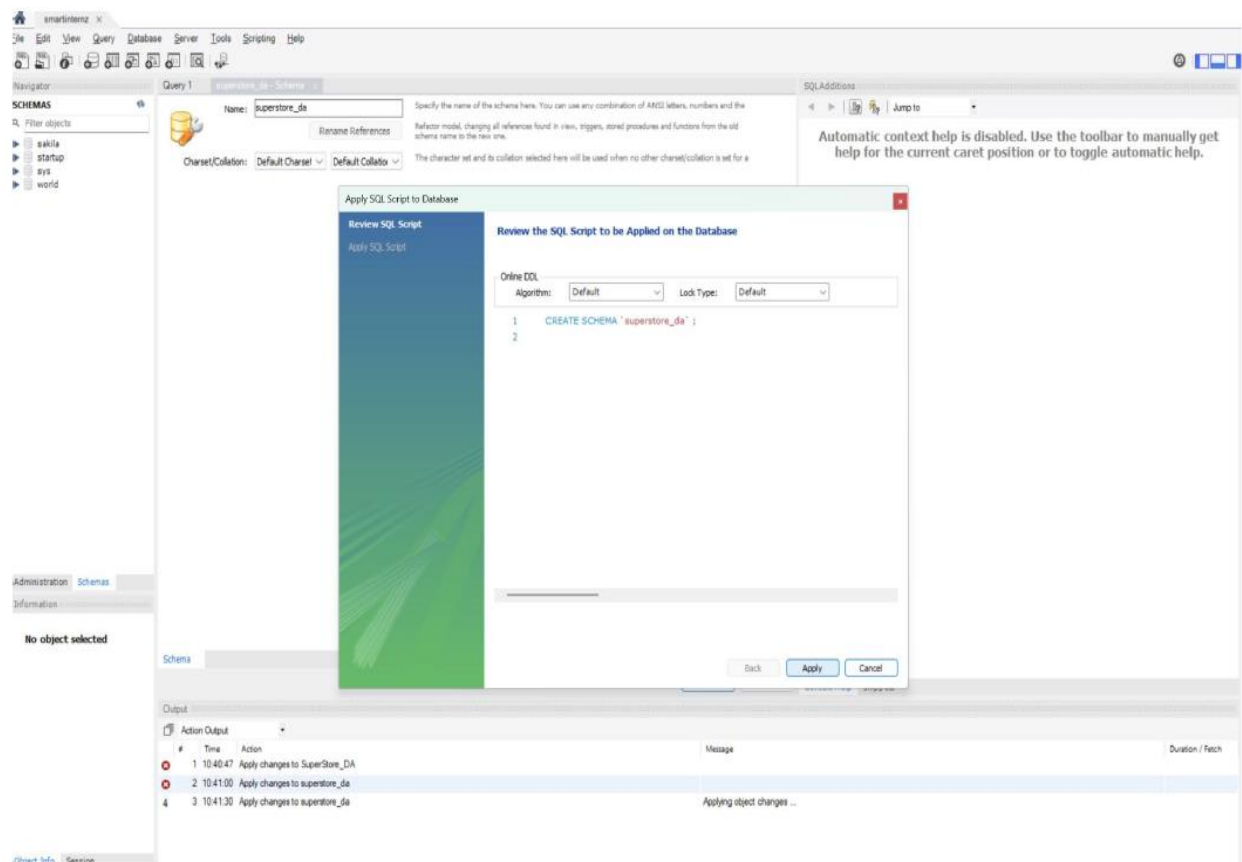 smartinternz ×
File Edit View Query Database Server Tools Scripting Help
Navigator
SCHEMAS
Filter objects
sakila
startup
sys
world
Administration Schemas
Information
No object selected
Object Info Session
Query 1 superstore_da - Schema ×
Name: superstore_da
Specify the name of the schema here. You can use any combination of ANSI letters, numbers and the
Rename References
Refactor model, changing all references found in view, triggers, stored procedures and functions from the old
schema name to the new one.
Charset/Collation: Default Charset Default Collatior
The character set and its collation selected here will be used when no other charset/collation is set for a
Schema
SQLAdditions
Jump to
Automatic context help is disabled. Use the toolbar to manually get
help for the current caret position or to toggle automatic help.
Apply SQL Script to Database
Review SQL Script
Apply SQL Script
Review the SQL Script to be Applied on the Database
Online DDL
Algorithm: Default Lock Type: Default
1 CREATE SCHEMA `superstore_da` ;
2
Back Apply Cancel
Output
Action Output
# Time Action Message Duration / Fetch
1 10:40:47 Apply changes to SuperStore_DA
2 10:41:00 Apply changes to superstore_da
4 3 10:41:30 Apply changes to superstore_da Applying object changes ...